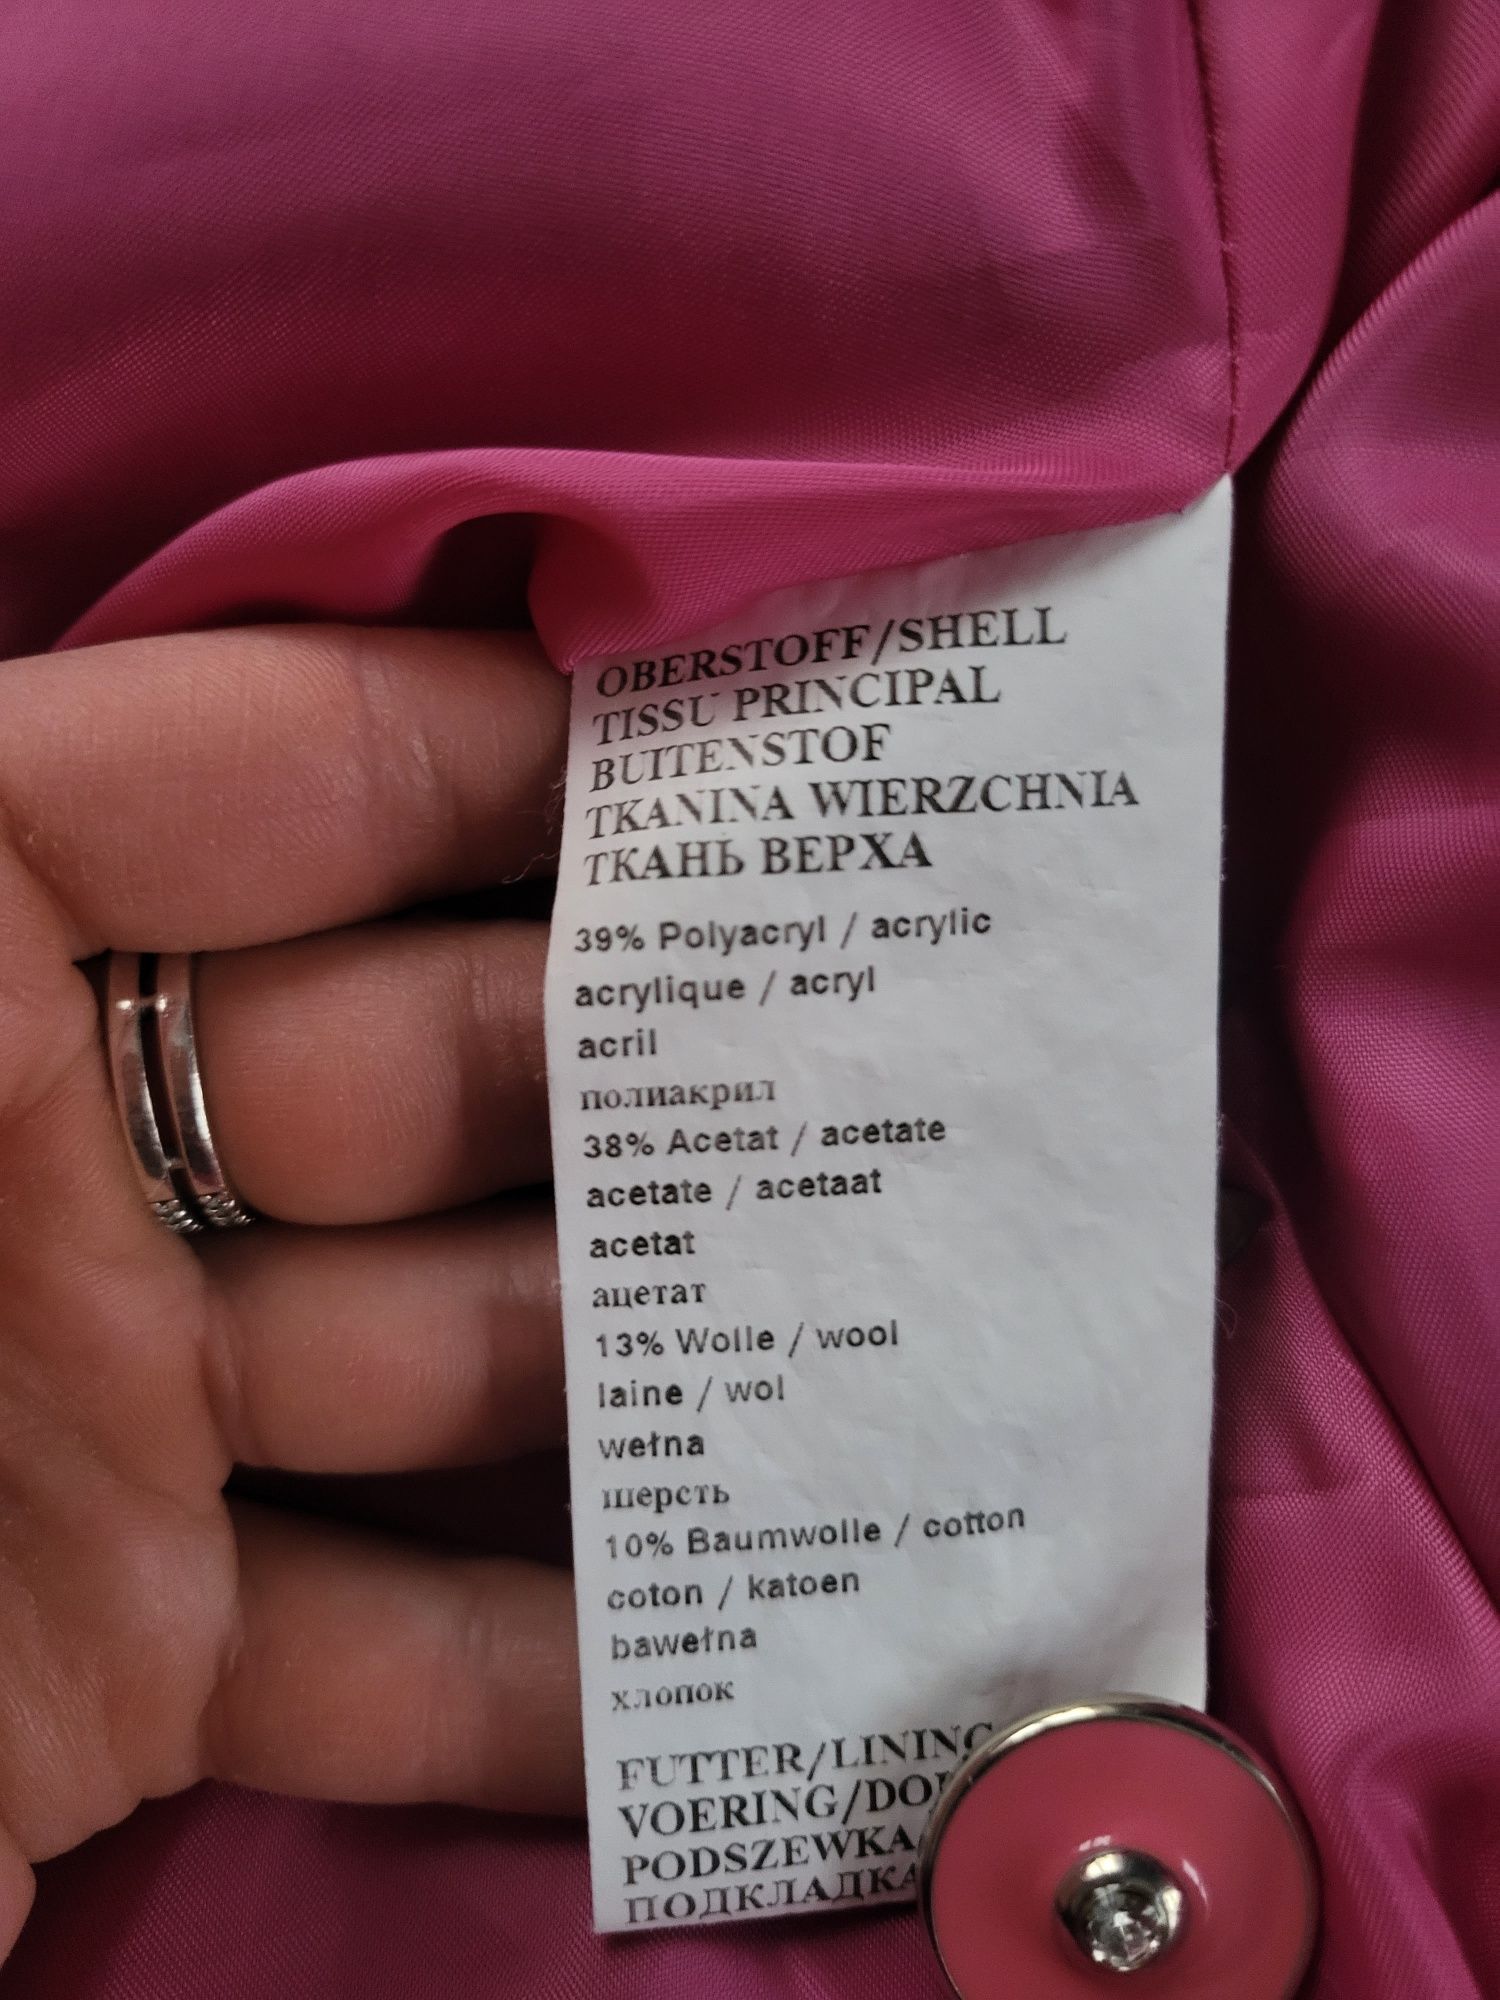 OBERSTOFF/SHELL
TISSU PRINCIPAL
BUITENSTOF
TKANINA WIERZCHNIA
ТКАНЬ ВЕРХА
39% Polyacryl / acrylic
acrylique / acryl
acril
полиакрил
38% Acetat / acetate
acetate / acetaat
acetat
ацетат
13% Wolle / wool
laine / wol
wełna
шерсть
10% Baumwolle / cotton
coton / katoen
bawełna
хлопок
FUTTER/LINING
VOERING/
PODSZEWKA
ПОДКЛАДКА